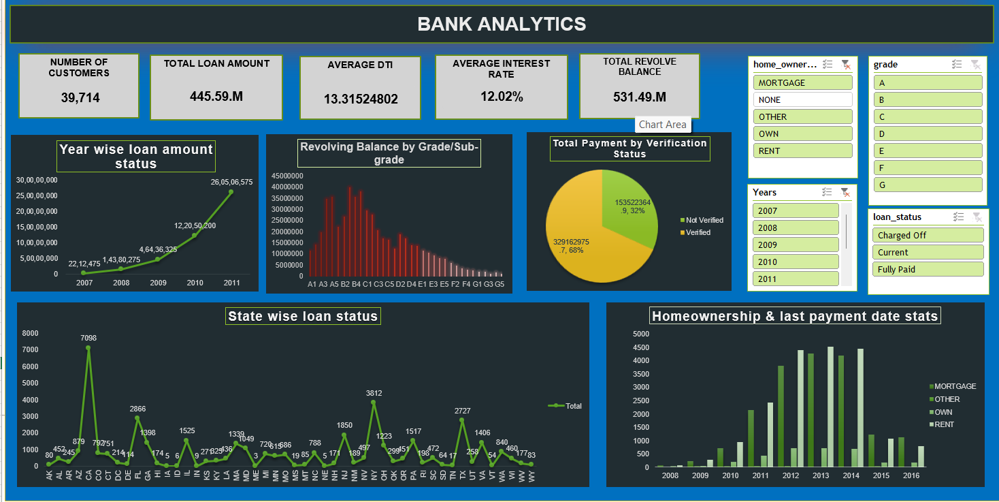 BANK ANALYTICS
NUMBER OF
CUSTOMERS
39,714
TOTAL LOAN AMOUNT
445.59.M
AVERAGE DTI
13.31524802
AVERAGE INTEREST
RATE
12.02%
TOTAL REVOLVE
BALANCE
531.49.M
Chart Area
home_owner...
MORTGAGE
NONE
OTHER
OWN
RENT
grade
A
B
C
D
E
F
G
Years
2007
2008
2009
2010
2011
loan_status
Charged Off
Current
Fully Paid
Year wise loan amount
status
30,00,00,000
25,00,00,000
20,00,00,000
15,00,00,000
10,00,00,000
5,00,00,000
0
22,12,475
1,43,80,275
4,64,36,325
12,20,50,200
26,05,06,575
2007 2008 2009 2010 2011
Revolving Balance by Grade/Sub-
grade
45000000
40000000
35000000
30000000
25000000
20000000
15000000
10000000
5000000
0
A1 A3 A5 B2 B4 C1 C3 C5 D2 D4 E1 E3 E5 F2 F4 G1 G3 G5
Total Payment by Verification
Status
153522364
.9, 32%
329162975
.7, 68%
Not Verified
Verified
State wise loan status
8000
7000
6000
5000
4000
3000
2000
1000
0
80 452 245 879 7098 792 751 214 114 2866 1398 174 5 6 1525 9 271 325 436 1339 1049 3 720 615 686 19 85 788 5 171 1850 189 497 3812 1223 299 451 1517 198 472 64 17 2727 258 1406 54 840 460 177 83
AK AL AR AZ CA CO CT DC DE FL GA HI IA ID IL IN KS KY LA MA MD ME MI MN MO MS MT NC NE NH NJ NM NV NY OH OK OR PA RI SC SD TN TX UT VA VT WA WI WV WY
Total
Homeownership & last payment date stats
5000
4500
4000
3500
3000
2500
2000
1500
1000
500
0
2008 2009 2010 2011 2012 2013 2014 2015 2016
MORTGAGE
OTHER
OWN
RENT